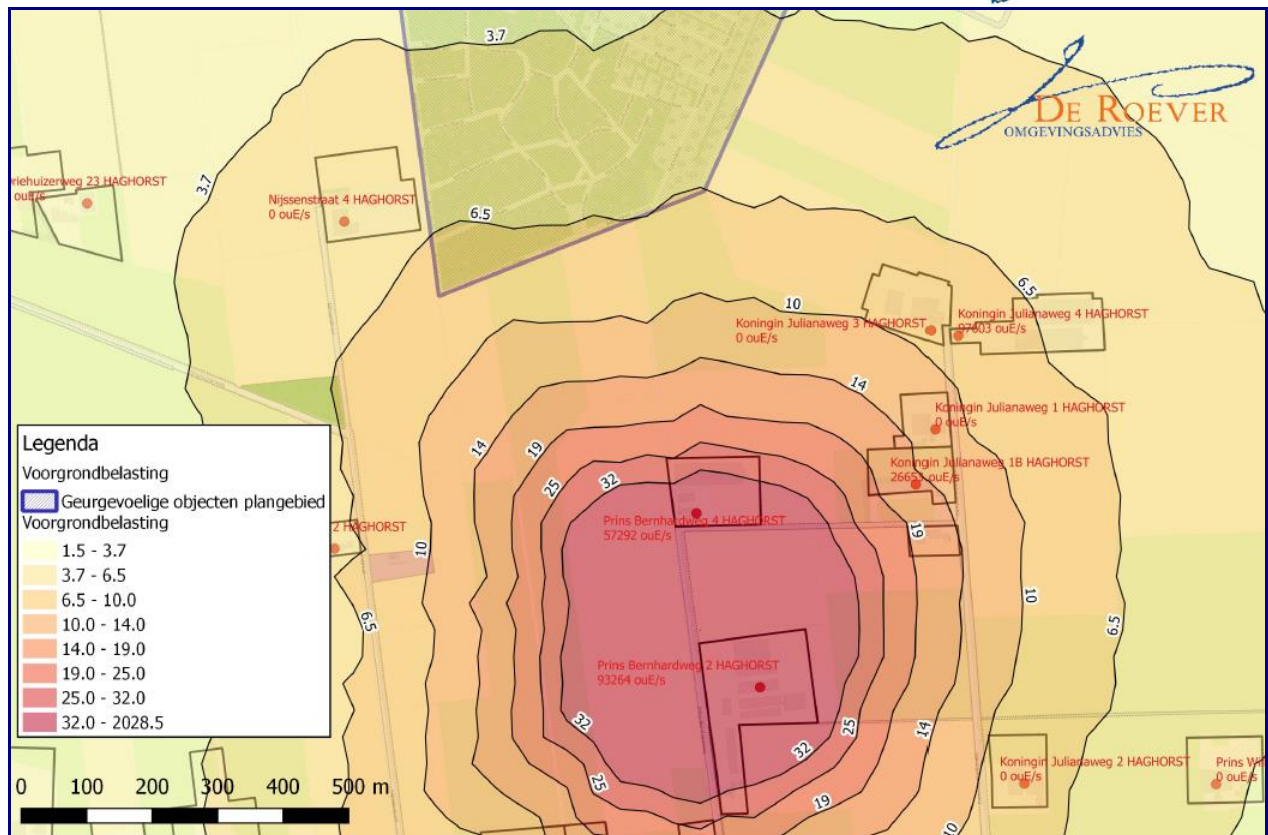 3.7
DE ROEVER
OMGEVINGSADVIES
3.7
23 HAGHORST
ouE/s
Nijssenstraat 4 HAGHORST
0 ouE/s
6.5
6.5
10
Koningin Julianaweg 3 HAGHORST
0 ouE/s
Koningin Julianaweg 4 HAGHORST
97603 ouE/s
14
14
19
Koningin Julianaweg 1 HAGHORST
0 ouE/s
25
32
Koningin Julianaweg 1B HAGHORST
26653 ouE/s
Prins Bernhardweg 4 HAGHORST
57292 ouE/s
19
2 HAGHORST
10
10
6.5
6.5
Prins Bernhardweg 2 HAGHORST
93264 ouE/s
32
25
14
32
25
19
10
Koningin Julianaweg 2 HAGHORST
0 ouE/s
Prins
0 ouE/s
Legenda
Voorgrondbelasting
Geurgevoelige objecten plangebied
Voorgrondbelasting
1.5 - 3.7
3.7 - 6.5
6.5 - 10.0
10.0 - 14.0
14.0 - 19.0
19.0 - 25.0
25.0 - 32.0
32.0 - 2028.5
0 100 200 300 400 500 m